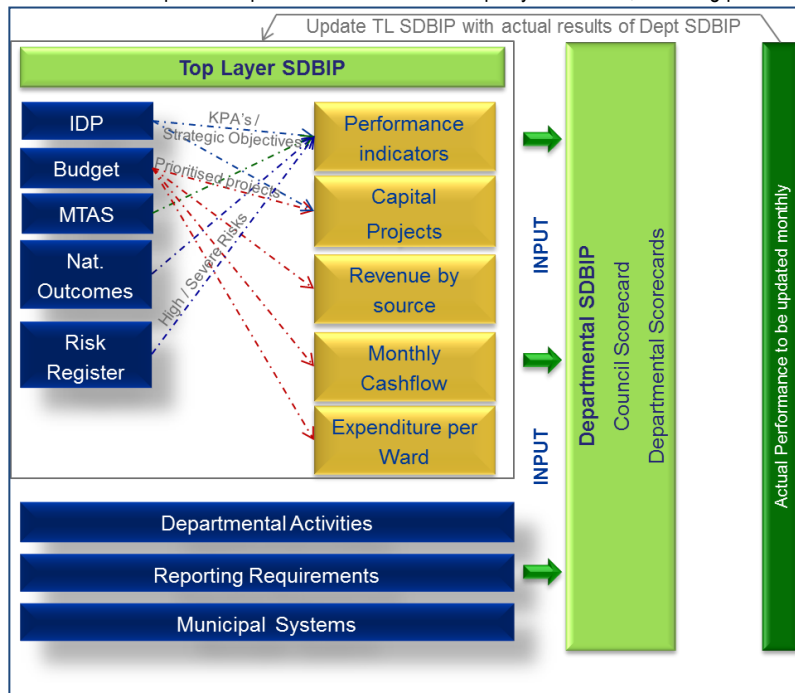 Update TL SDBIP with actual results of Dept SDBIP
Top Layer SDBIP
IDP
Budget
MTAS
Nat.
Outcomes
Risk
Register
KPA's /
Strategic Objectives
Prioritised projects
High / Severe Risks
Performance
indicators
Capital
Projects
Revenue by
source
Monthly
Cashflow
Expenditure per
Ward
INPUT
INPUT
Departmental SDBIP
Council Scorecard
Departmental Scorecards
Actual Performance to be updated monthly
Departmental Activities
Reporting Requirements
Municipal Systems